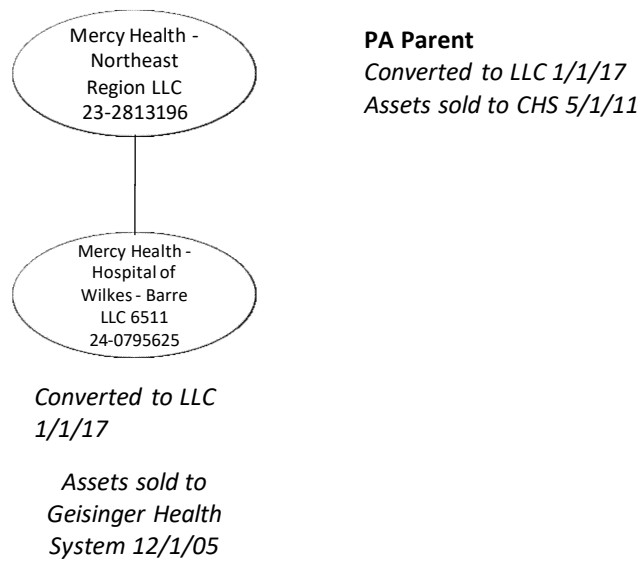 Mercy Health -
Northeast
Region LLC
23-2813196
PA Parent
Converted to LLC 1/1/17
Assets sold to CHS 5/1/11
Mercy Health -
Hospital of
Wilkes - Barre
LLC 6511
24-0795625
Converted to LLC
1/1/17
Assets sold to
Geisinger Health
System 12/1/05